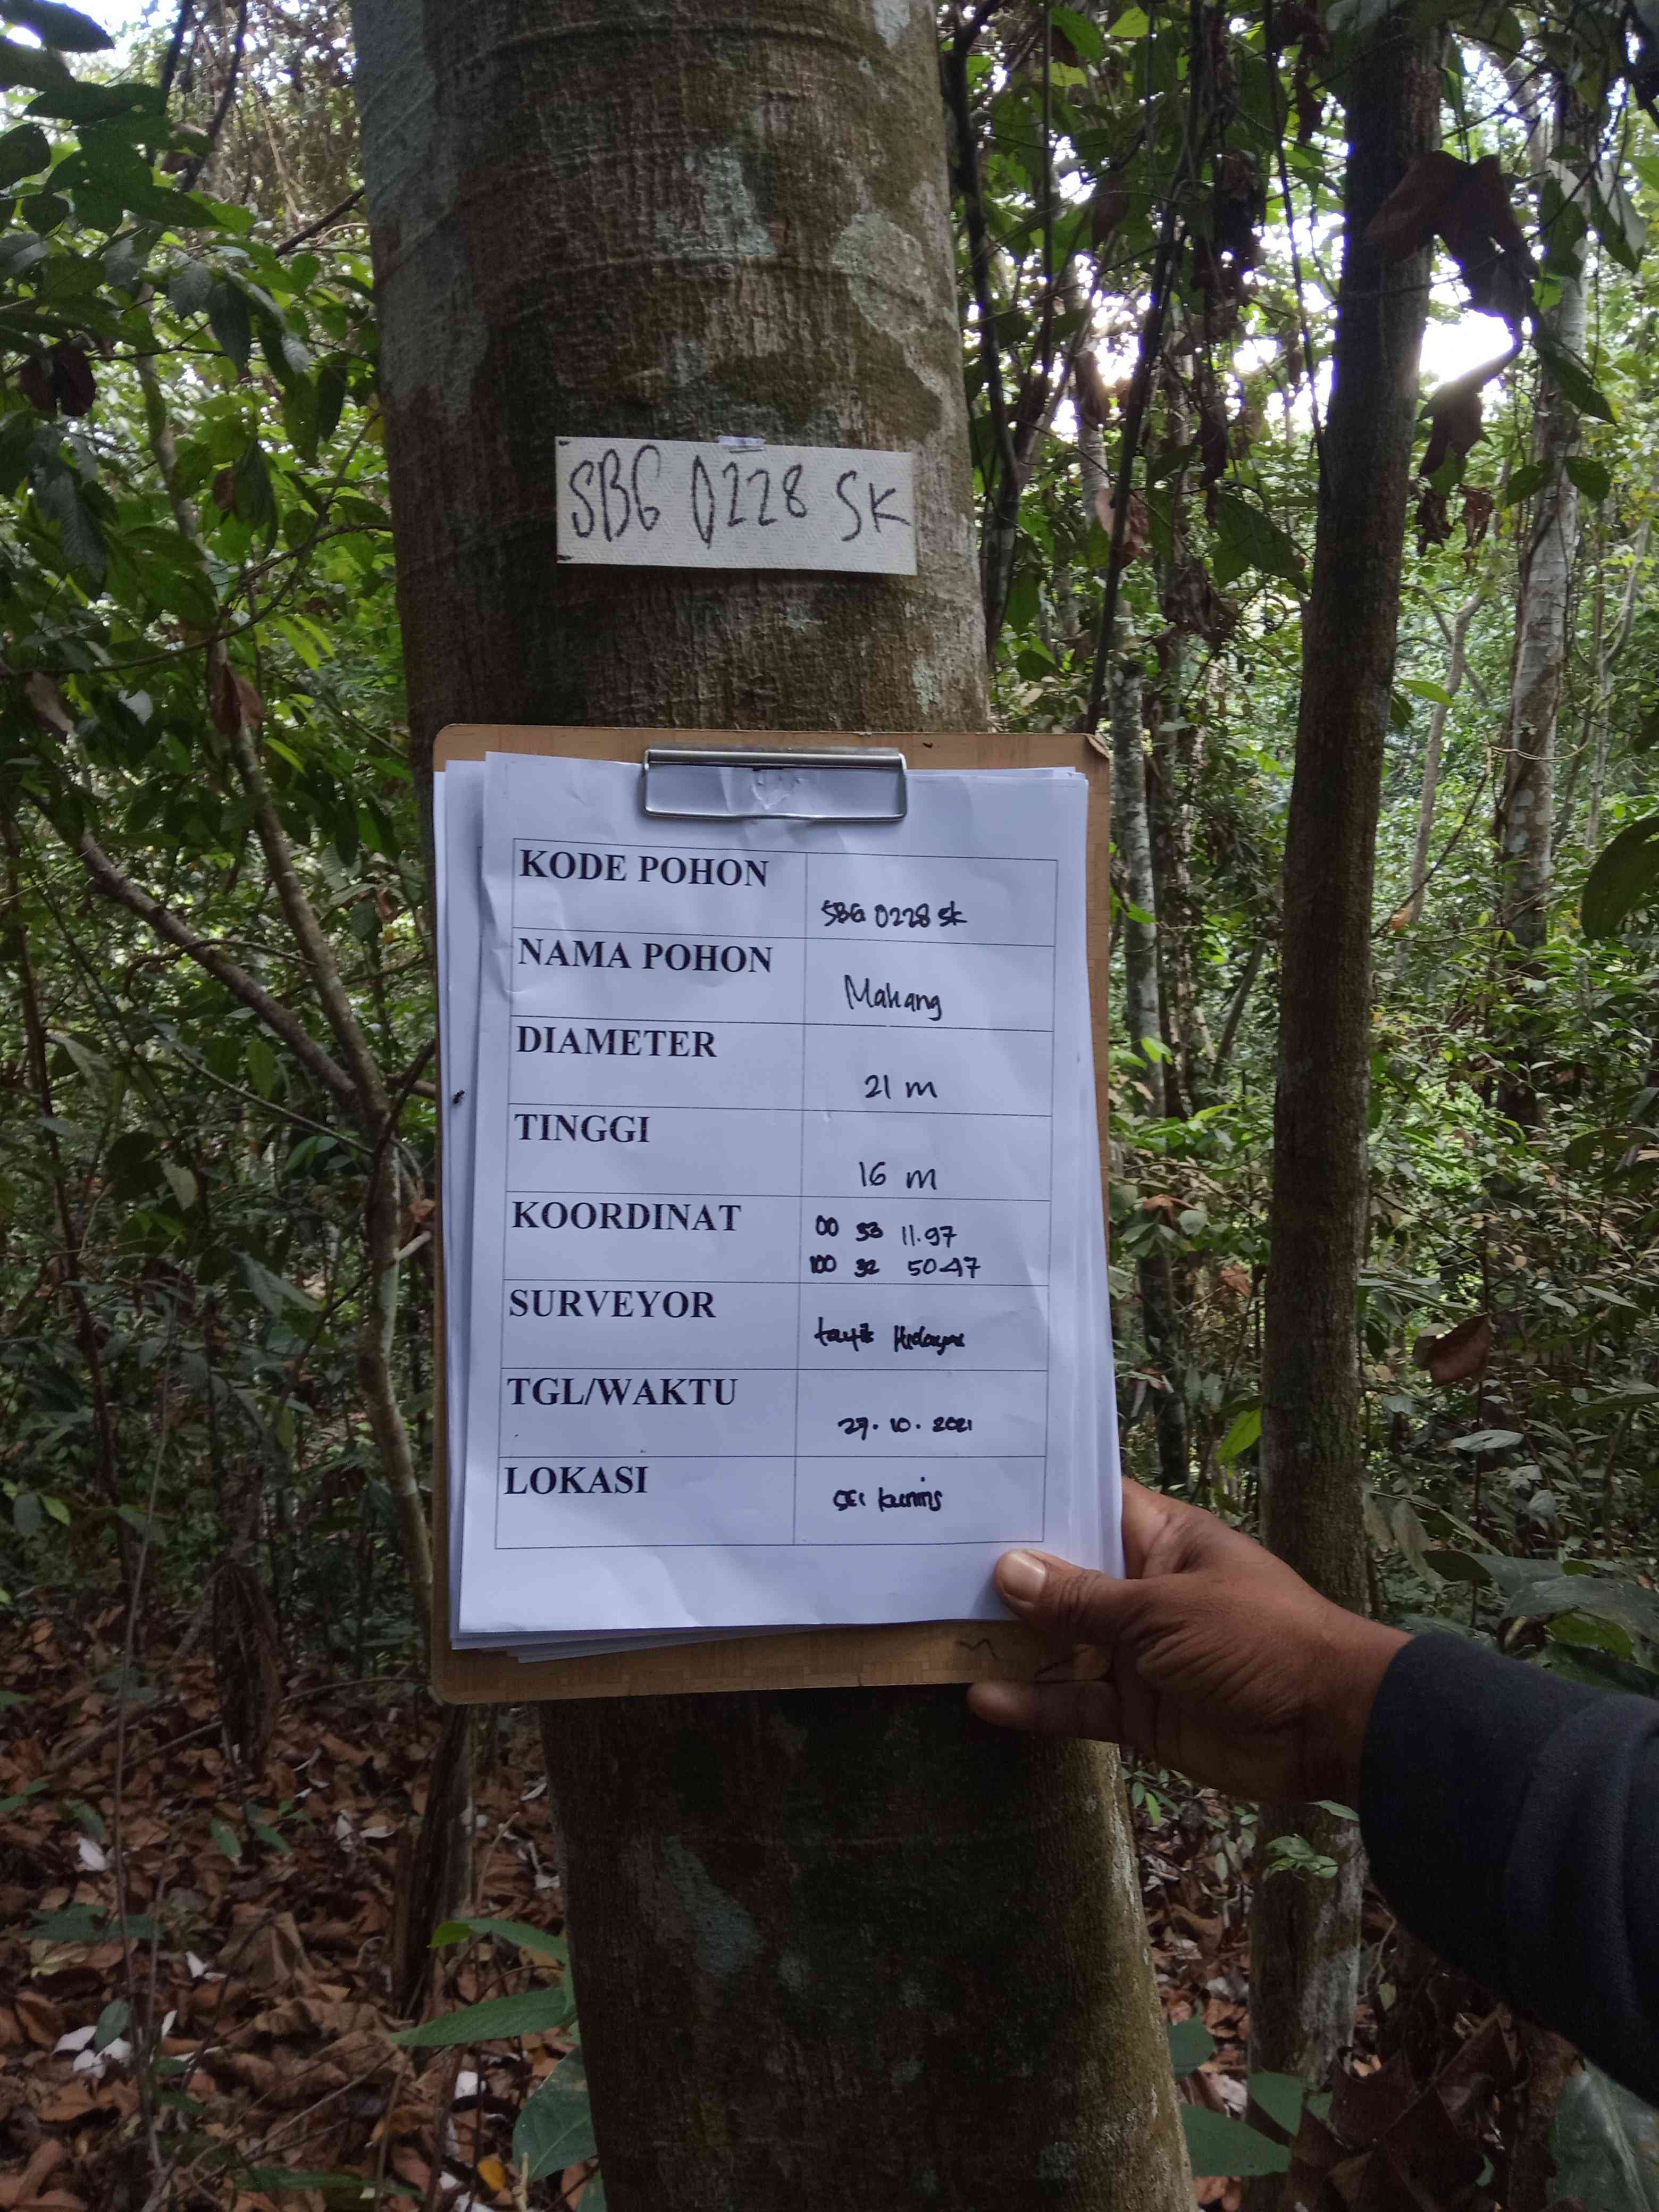 SBG 0228 SK
KODE POHON
SBG 0228 SK
NAMA POHON
Mahang
DIAMETER
21 m
TINGGI
16 m
KOORDINAT
00 53 11.97
100 32 50.47
SURVEYOR
taufik Hidayat
TGL/WAKTU
27.10.2021
LOKASI
SEI kuning